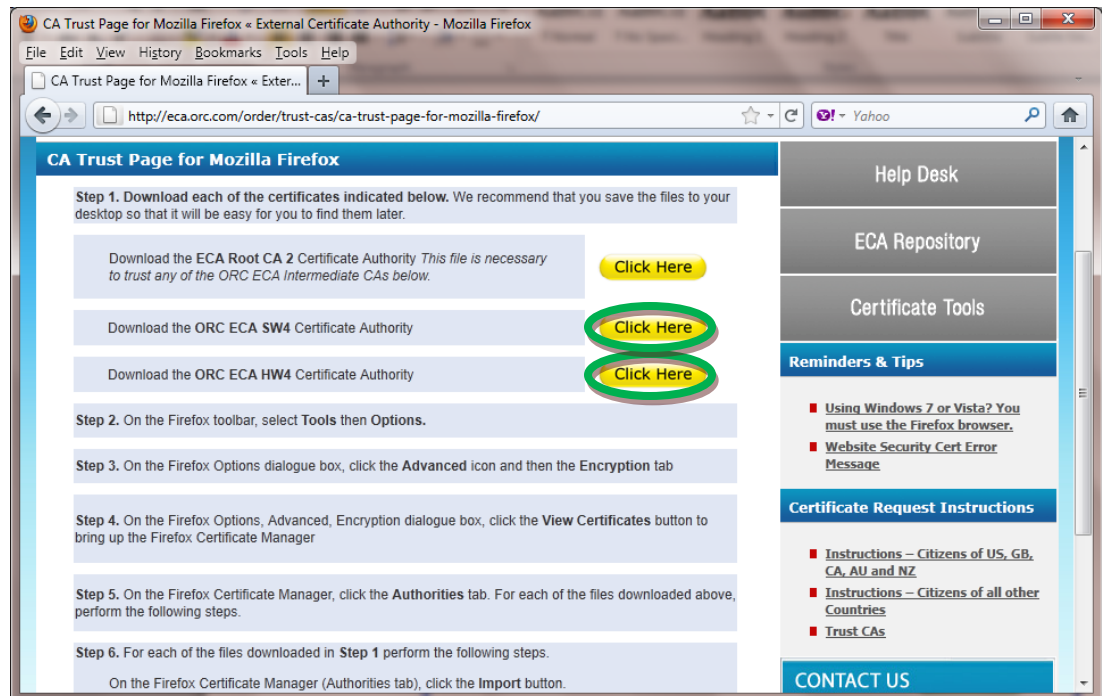 CA Trust Page for Mozilla Firefox « External Certificate Authority - Mozilla Firefox
File Edit View History Bookmarks Tools Help
CA Trust Page for Mozilla Firefox « Exter...
http://eca.orc.com/order/trust-cas/ca-trust-page-for-mozilla-firefox/
Yahoo
CA Trust Page for Mozilla Firefox
Step 1. Download each of the certificates indicated below. We recommend that you save the files to your
desktop so that it will be easy for you to find them later.
Download the ECA Root CA 2 Certificate Authority This file is necessary
to trust any of the ORC ECA Intermediate CAs below.
Click Here
Download the ORC ECA SW4 Certificate Authority
Click Here
Download the ORC ECA HW4 Certificate Authority
Click Here
Step 2. On the Firefox toolbar, select Tools then Options.
Step 3. On the Firefox Options dialogue box, click the Advanced icon and then the Encryption tab
Step 4. On the Firefox Options, Advanced, Encryption dialogue box, click the View Certificates button to
bring up the Firefox Certificate Manager
Step 5. On the Firefox Certificate Manager, click the Authorities tab. For each of the files downloaded above,
perform the following steps.
Step 6. For each of the files downloaded in Step 1 perform the following steps.
On the Firefox Certificate Manager (Authorities tab), click the Import button.
Help Desk
ECA Repository
Certificate Tools
Reminders & Tips
Using Windows 7 or Vista? You
must use the Firefox browser.
Website Security Cert Error
Message
Certificate Request Instructions
Instructions – Citizens of US, GB,
CA, AU and NZ
Instructions – Citizens of all other
Countries
Trust CAs
CONTACT US